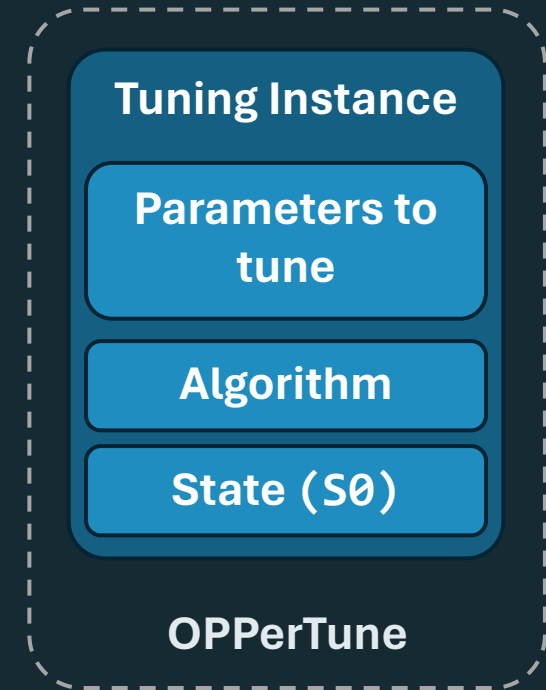 Tuning Instance
Parameters to
tune
Algorithm
State (S0)
OPPerTune